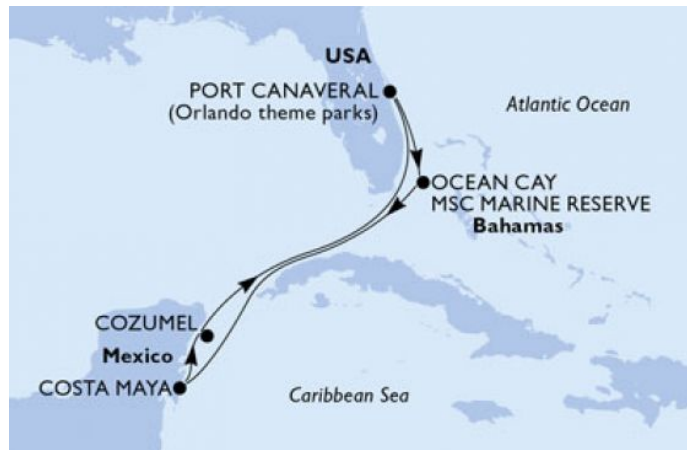 USA
PORT CANAVERAL
(Orlando theme parks)
Atlantic Ocean
OCEAN CAY
MSC MARINE RESERVE
Bahamas
COZUMEL
Mexico
COSTA MAYA
Caribbean Sea